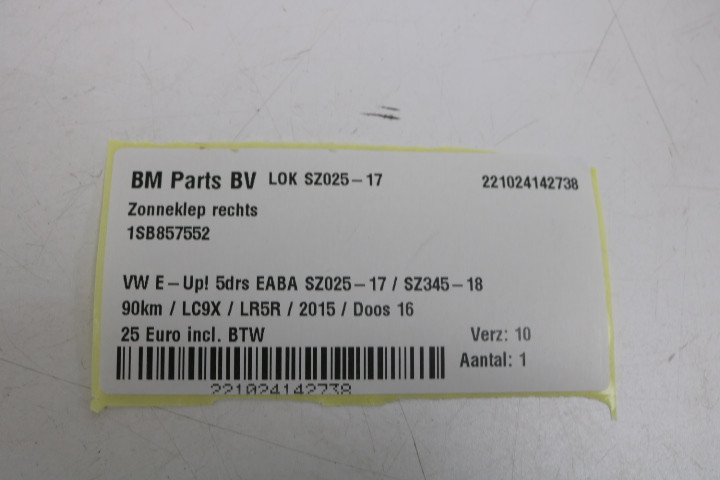 BM Parts BV LOK SZ025-17 221024142738
Zonneklep rechts
1SB857552
VW E-Up! 5drs EABA SZ025-17 / SZ345-18
90km / LC9X / LR5R / 2015 / Doos 16
25 Euro incl. BTW Verz: 10
Aantal: 1
221024142738